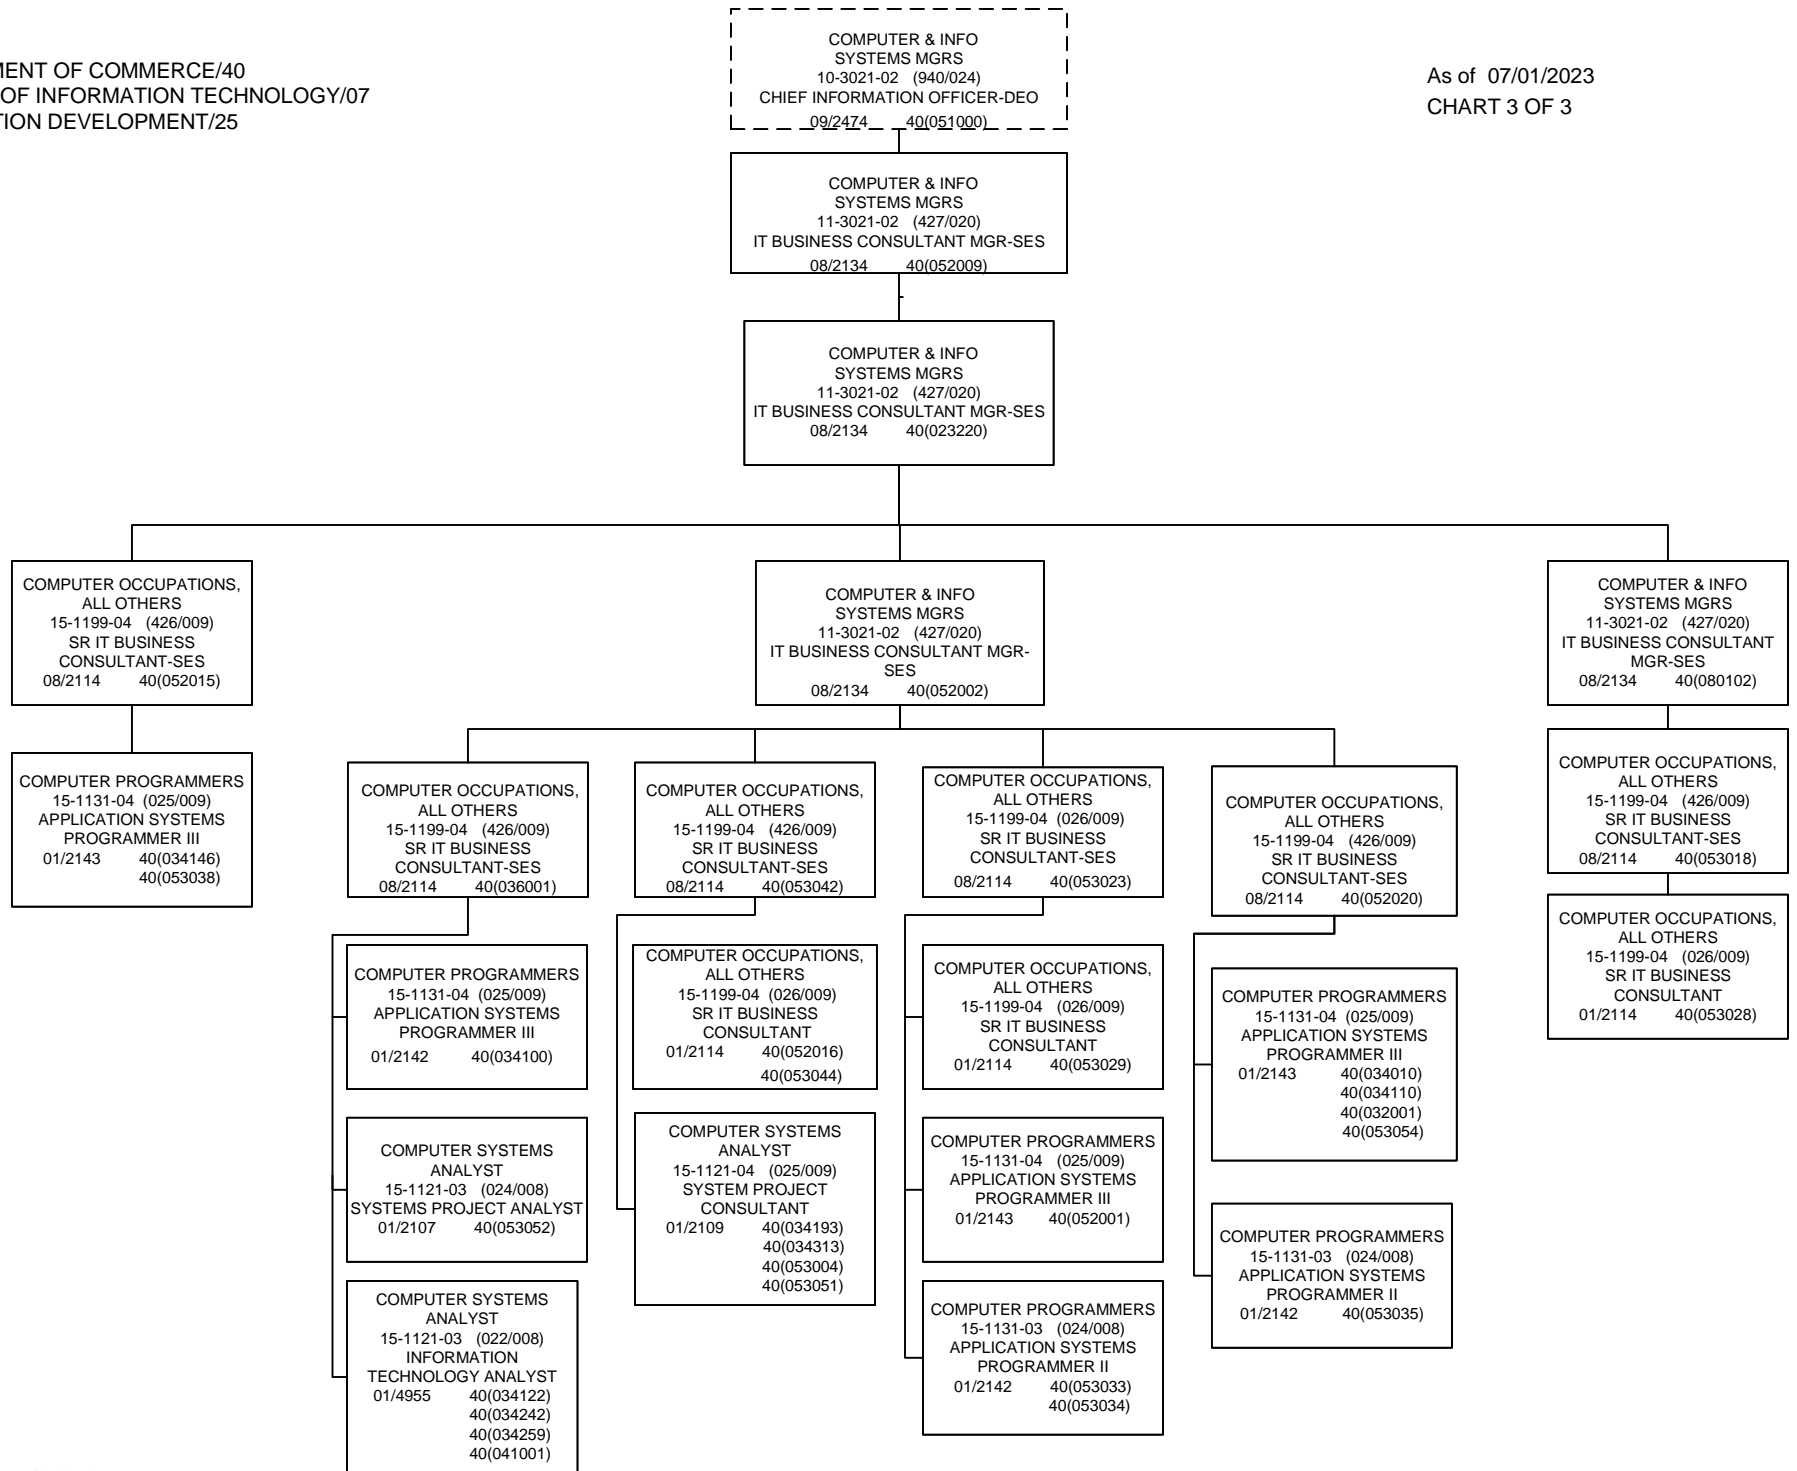 MENT OF COMMERCE/40
OF INFORMATION TECHNOLOGY/07
TION DEVELOPMENT/25
As of 07/01/2023
CHART 3 OF 3
COMPUTER & INFO
SYSTEMS MGRS
10-3021-02 (940/024)
CHIEF INFORMATION OFFICER-DEO
09/2474 40(051000)
COMPUTER & INFO
SYSTEMS MGRS
11-3021-02 (427/020)
IT BUSINESS CONSULTANT MGR-SES
08/2134 40(052009)
COMPUTER & INFO
SYSTEMS MGRS
11-3021-02 (427/020)
IT BUSINESS CONSULTANT MGR-SES
08/2134 40(023220)
COMPUTER OCCUPATIONS,
ALL OTHERS
15-1199-04 (426/009)
SR IT BUSINESS
CONSULTANT-SES
08/2114 40(052015)
COMPUTER & INFO
SYSTEMS MGRS
11-3021-02 (427/020)
IT BUSINESS CONSULTANT MGR-
SES
08/2134 40(052002)
COMPUTER & INFO
SYSTEMS MGRS
11-3021-02 (427/020)
IT BUSINESS CONSULTANT
MGR-SES
08/2134 40(080102)
COMPUTER PROGRAMMERS
15-1131-04 (025/009)
APPLICATION SYSTEMS
PROGRAMMER III
01/2143 40(034146)
40(053038)
COMPUTER OCCUPATIONS,
ALL OTHERS
15-1199-04 (426/009)
SR IT BUSINESS
CONSULTANT-SES
08/2114 40(036001)
COMPUTER OCCUPATIONS,
ALL OTHERS
15-1199-04 (426/009)
SR IT BUSINESS
CONSULTANT-SES
08/2114 40(053042)
COMPUTER OCCUPATIONS,
ALL OTHERS
15-1199-04 (026/009)
SR IT BUSINESS
CONSULTANT-SES
08/2114 40(053023)
COMPUTER OCCUPATIONS,
ALL OTHERS
15-1199-04 (426/009)
SR IT BUSINESS
CONSULTANT-SES
08/2114 40(052020)
COMPUTER OCCUPATIONS,
ALL OTHERS
15-1199-04 (426/009)
SR IT BUSINESS
CONSULTANT-SES
08/2114 40(053018)
COMPUTER PROGRAMMERS
15-1131-04 (025/009)
APPLICATION SYSTEMS
PROGRAMMER III
01/2142 40(034100)
COMPUTER OCCUPATIONS,
ALL OTHERS
15-1199-04 (026/009)
SR IT BUSINESS
CONSULTANT
01/2114 40(052016)
40(053044)
COMPUTER OCCUPATIONS,
ALL OTHERS
15-1199-04 (026/009)
SR IT BUSINESS
CONSULTANT
01/2114 40(053029)
COMPUTER PROGRAMMERS
15-1131-04 (025/009)
APPLICATION SYSTEMS
PROGRAMMER III
01/2143 40(034010)
40(034110)
40(032001)
40(053054)
COMPUTER OCCUPATIONS,
ALL OTHERS
15-1199-04 (026/009)
SR IT BUSINESS
CONSULTANT
01/2114 40(053028)
COMPUTER SYSTEMS
ANALYST
15-1121-03 (024/008)
SYSTEMS PROJECT ANALYST
01/2107 40(053052)
COMPUTER SYSTEMS
ANALYST
15-1121-04 (025/009)
SYSTEM PROJECT
CONSULTANT
01/2109 40(034193)
40(034313)
40(053004)
40(053051)
COMPUTER PROGRAMMERS
15-1131-04 (025/009)
APPLICATION SYSTEMS
PROGRAMMER III
01/2143 40(052001)
COMPUTER PROGRAMMERS
15-1131-03 (024/008)
APPLICATION SYSTEMS
PROGRAMMER II
01/2142 40(053035)
COMPUTER SYSTEMS
ANALYST
15-1121-03 (022/008)
INFORMATION
TECHNOLOGY ANALYST
01/4955 40(034122)
40(034242)
40(034259)
40(041001)
COMPUTER PROGRAMMERS
15-1131-03 (024/008)
APPLICATION SYSTEMS
PROGRAMMER II
01/2142 40(053033)
40(053034)